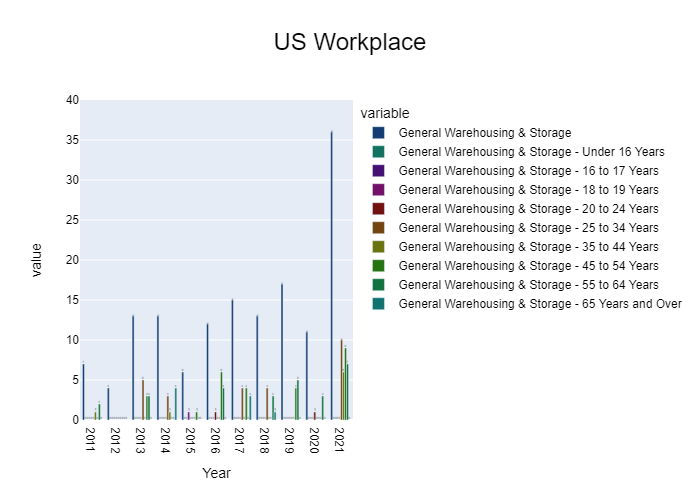 US Workplace
variable
General Warehousing & Storage
General Warehousing & Storage - Under 16 Years
General Warehousing & Storage - 16 to 17 Years
General Warehousing & Storage - 18 to 19 Years
General Warehousing & Storage - 20 to 24 Years
General Warehousing & Storage - 25 to 34 Years
General Warehousing & Storage - 35 to 44 Years
General Warehousing & Storage - 45 to 54 Years
General Warehousing & Storage - 55 to 64 Years
General Warehousing & Storage - 65 Years and Over
value
40
35
30
25
20
15
10
5
0
2011
2012
2013
2014
2015
2016
2017
2018
2019
2020
2021
Year